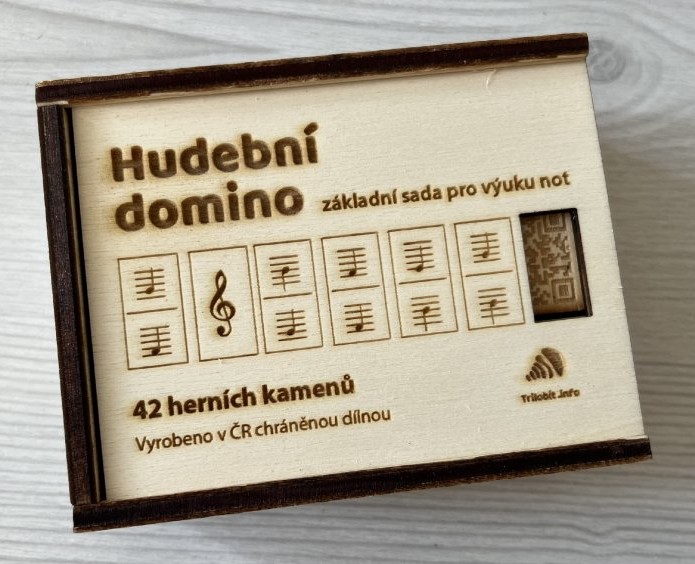 Hudební
domino základní sada pro výuku not
42 herních kamenů
Vyrobeno v ČR chráněnou dílnou
Trilobit.info